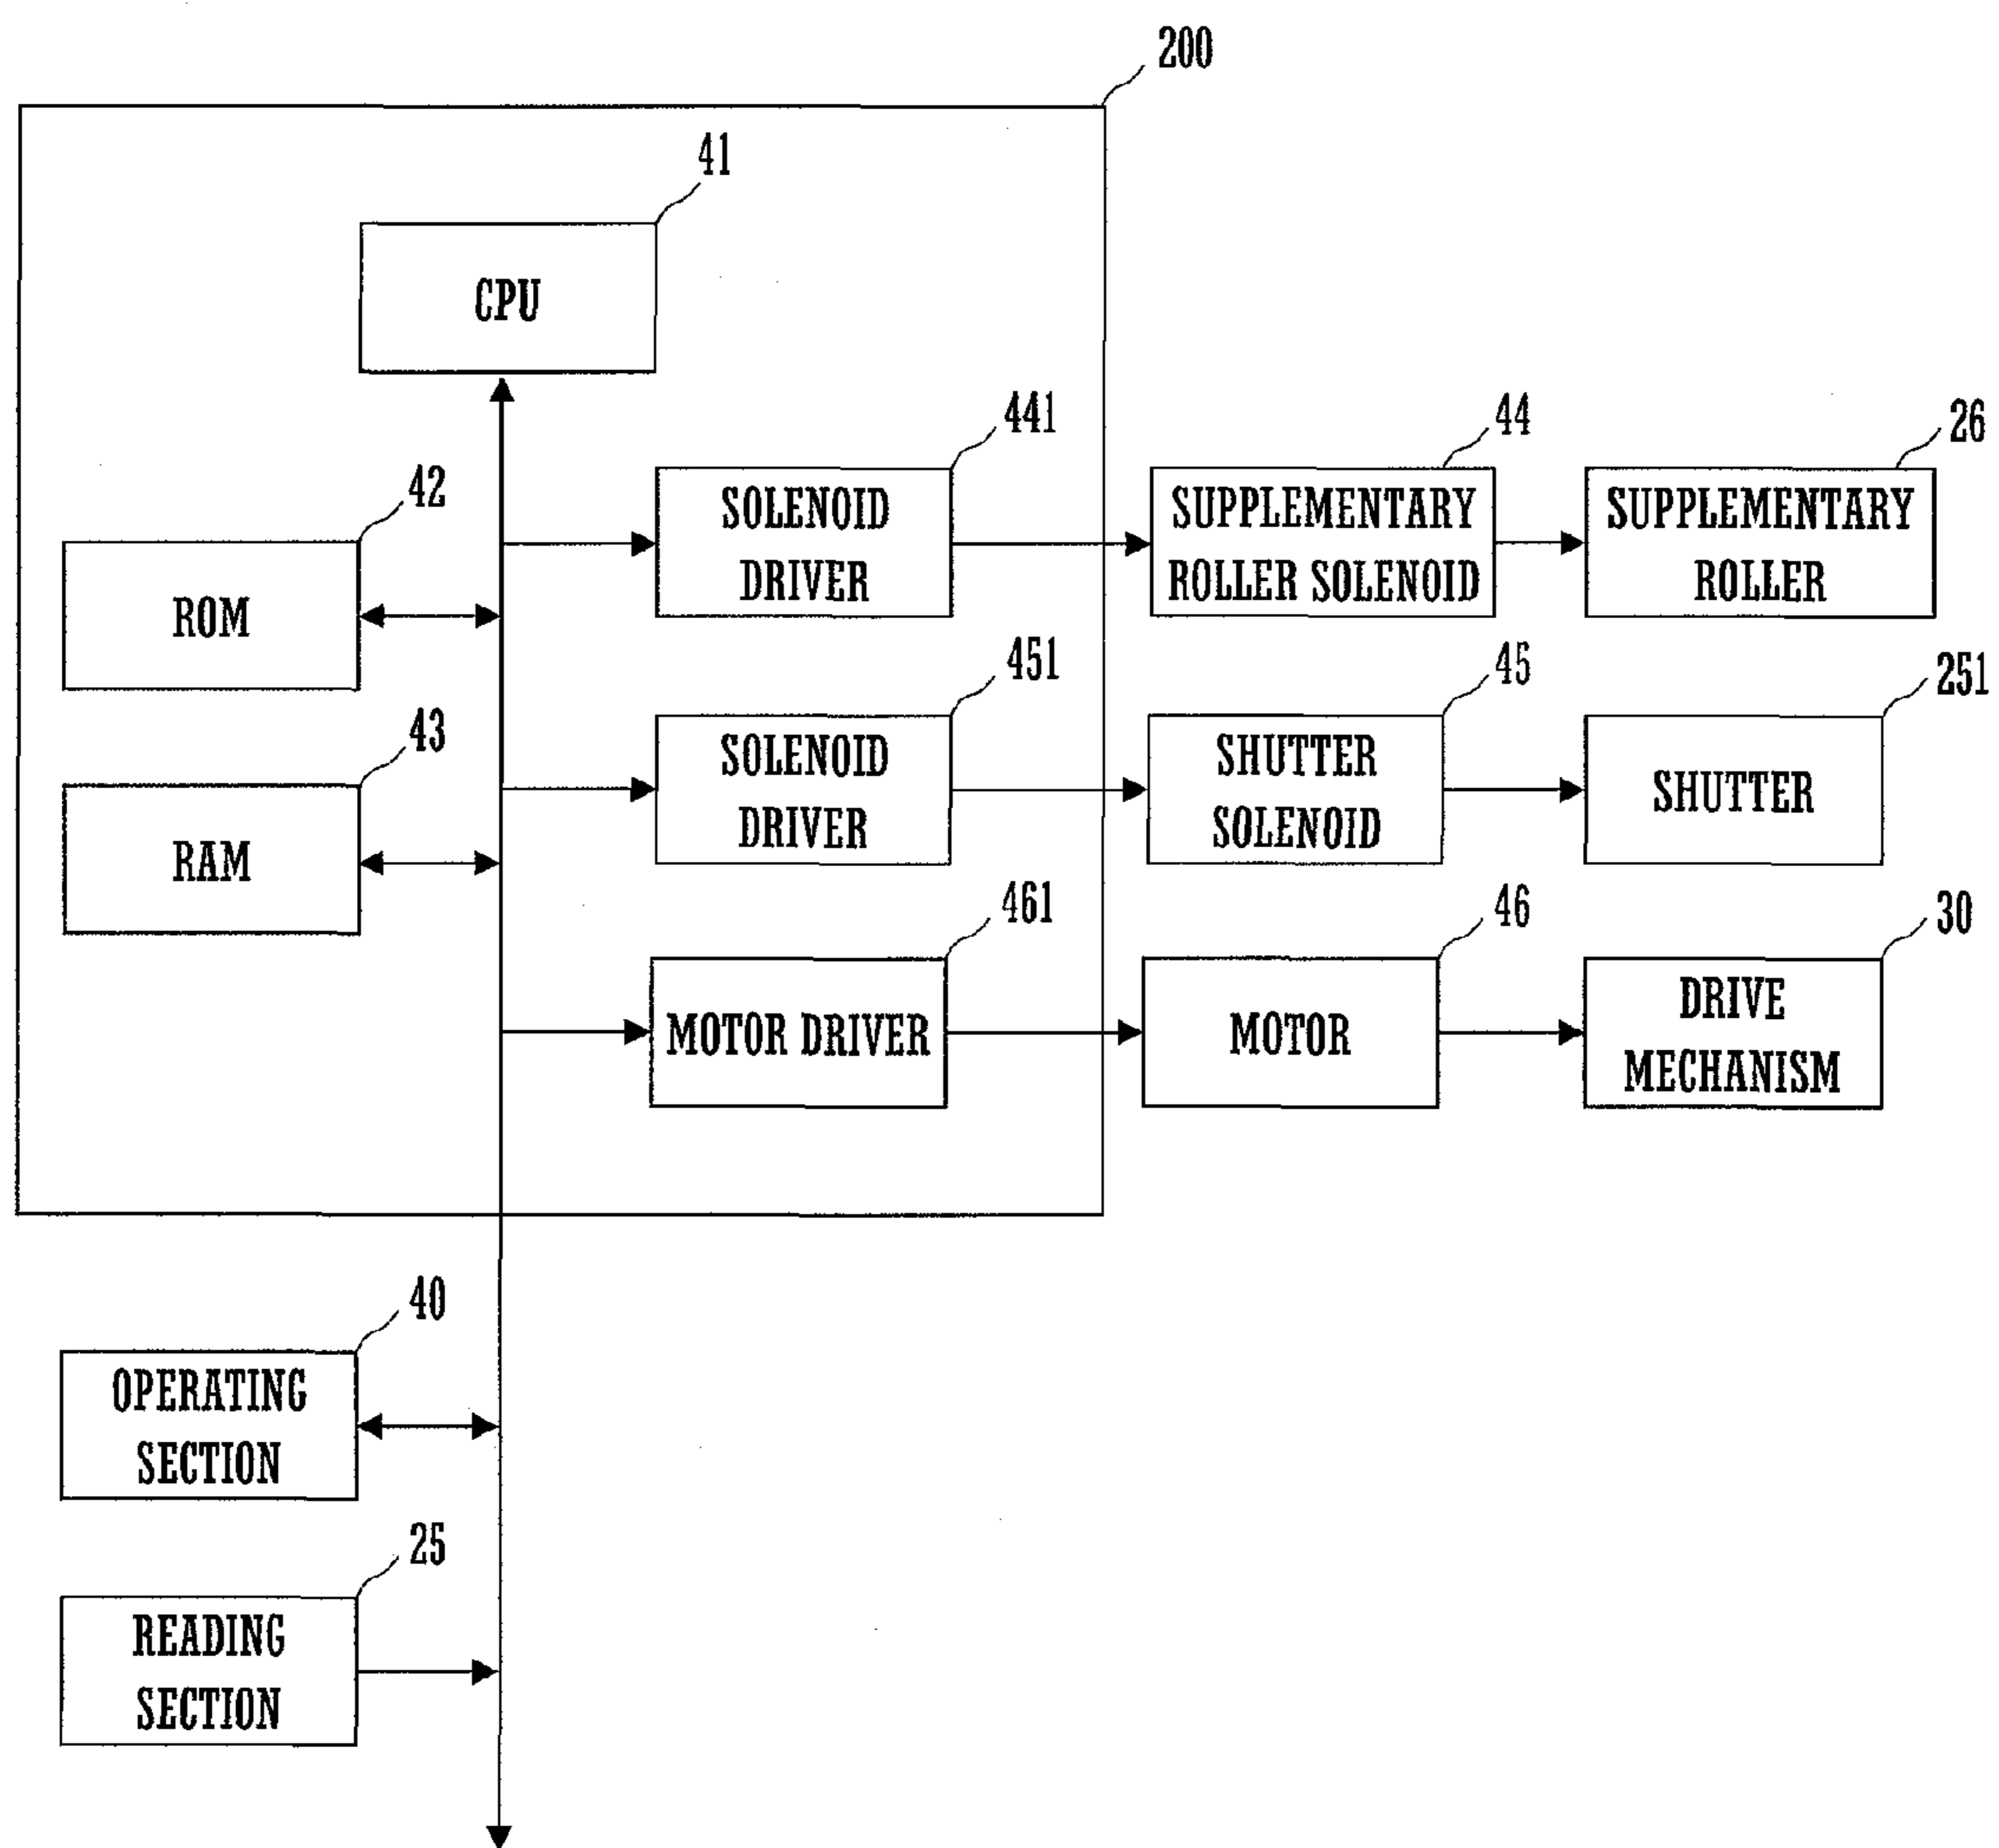 200
41
CPU
441
SOLENOID
DRIVER
44
SUPPLEMENTARY
ROLLER SOLENOID
26
SUPPLEMENTARY
ROLLER
42
ROM
451
SOLENOID
DRIVER
45
SHUTTER
SOLENOID
251
SHUTTER
43
RAM
461
MOTOR DRIVER
46
MOTOR
30
DRIVE
MECHANISM
40
OPERATING
SECTION
25
READING
SECTION